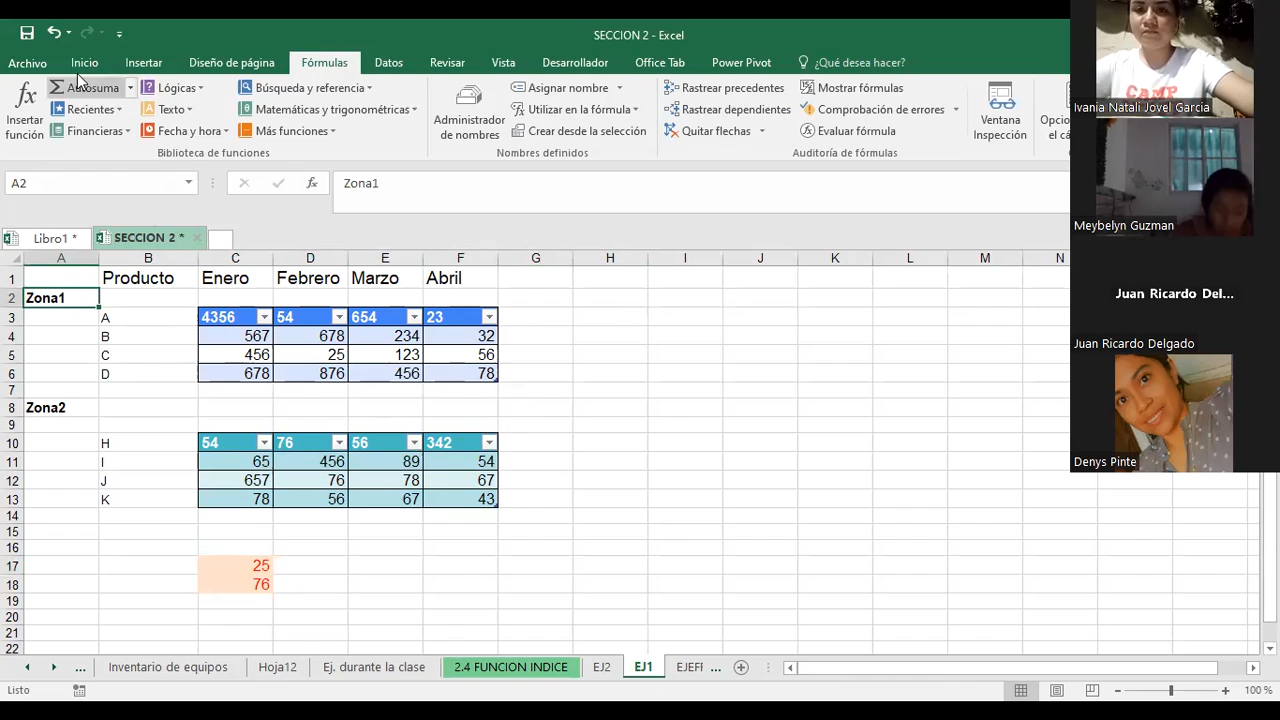 SECCION 2 - Excel
Archivo Inicio Insertar Diseño de página Fórmulas Datos Revisar Vista Desarrollador Office Tab Power Pivot ¿Qué desea hacer?
fx Insertar función
Σ Autosuma
Recientes
Financieras
Lógicas
Texto
Fecha y hora
Búsqueda y referencia
Matemáticas y trigonométricas
Más funciones
Biblioteca de funciones
Administrador de nombres
Asignar nombre
Utilizar en la fórmula
Crear desde la selección
Nombres definidos
Rastrear precedentes
Rastrear dependientes
Quitar flechas
Mostrar fórmulas
Comprobación de errores
Evaluar fórmula
Auditoría de fórmulas
Ventana Inspección
A2 fx Zona1
Libro1 * SECCION 2 *
A B C D E F G H I J K L M N
1 Producto Enero Febrero Marzo Abril
2 Zona1
3 A 4356 54 654 23
4 B 567 678 234 32
5 C 456 25 123 56
6 D 678 876 456 78
7
8 Zona2
9
10 H 54 76 56 342
11 I 65 456 89 54
12 J 657 76 78 67
13 K 78 56 67 43
14
15
16
17 25
18 76
19
20
21
22
... Inventario de equipos Hoja12 Ej. durante la clase 2.4 FUNCION INDICE EJ2 EJ1 ...
Listo 100 %
Ivania Natali Jovel Garcia
CAMP
Meybelyn Guzman
Juan Ricardo Del...
Juan Ricardo Delgado
Denys Pinte